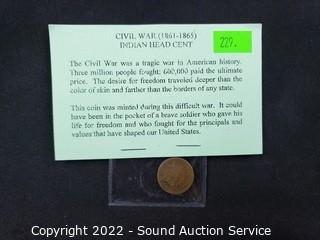 CIVIL WAR (1861-1865)
INDIAN HEAD CENT
229.
The Civil War was a tragic war in American history.
Three million people fought; 600,000 paid the ultimate
price. The desire for freedom traveled deeper than the
color of skin and farther than the borders of any state.
This coin was minted during this difficult war. It could
have been in the pocket of a brave soldier who gave his
life for freedom and who fought for the principals and
values that have shaped our United States.
Copyright 2022 - Sound Auction Service